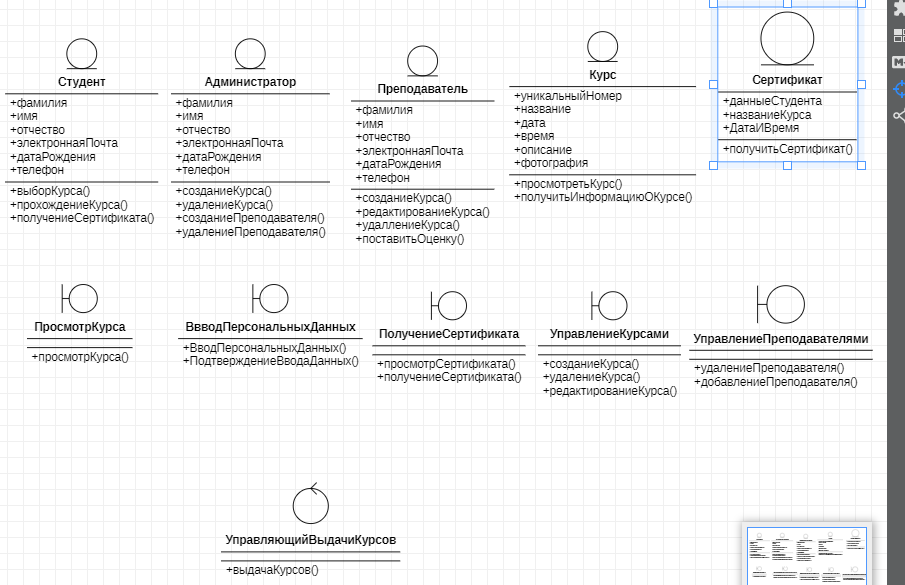 Студент
+фамилия
+имя
+отчество
+электроннаяПочта
+датаРождения
+телефон
+выборКурса()
+прохождениеКурса()
+получениеСертификата()
Администратор
+фамилия
+имя
+отчество
+электроннаяПочта
+датаРождения
+телефон
+созданиеКурса()
+удалениеКурса()
+созданиеПреподавателя()
+удалениеПреподавателя()
Преподаватель
+фамилия
+имя
+отчество
+электроннаяПочта
+датаРождения
+телефон
+созданиеКурса()
+редактированиеКурса()
+удаллениеКурса()
+поставитьОценку()
Курс
+уникальныйНомер
+название
+дата
+время
+описание
+фотография
+просмотретьКурс()
+получитьИнформациюОКурсе()
Сертификат
+данныеСтудента
+названиеКурса
+ДатаИВремя
+получитьСертификат()
ПросмотрКурса
+просмотрКурса()
ВвводПерсональныхДанных
+ВводПерсональныхДанных()
+ПодтверждениеВводаДанных()
ПолучениеСертификата
+просмотрСертификата()
+получениеСертификата()
УправлениеКурсами
+созданиеКурса()
+удалениеКурса()
+редактированиеКурса()
УправлениеПреподавателями
+удалениеПреподавателя()
+добавлениеПреподавателя()
УправляющийВыдачиКурсов
+выдачаКурсов()